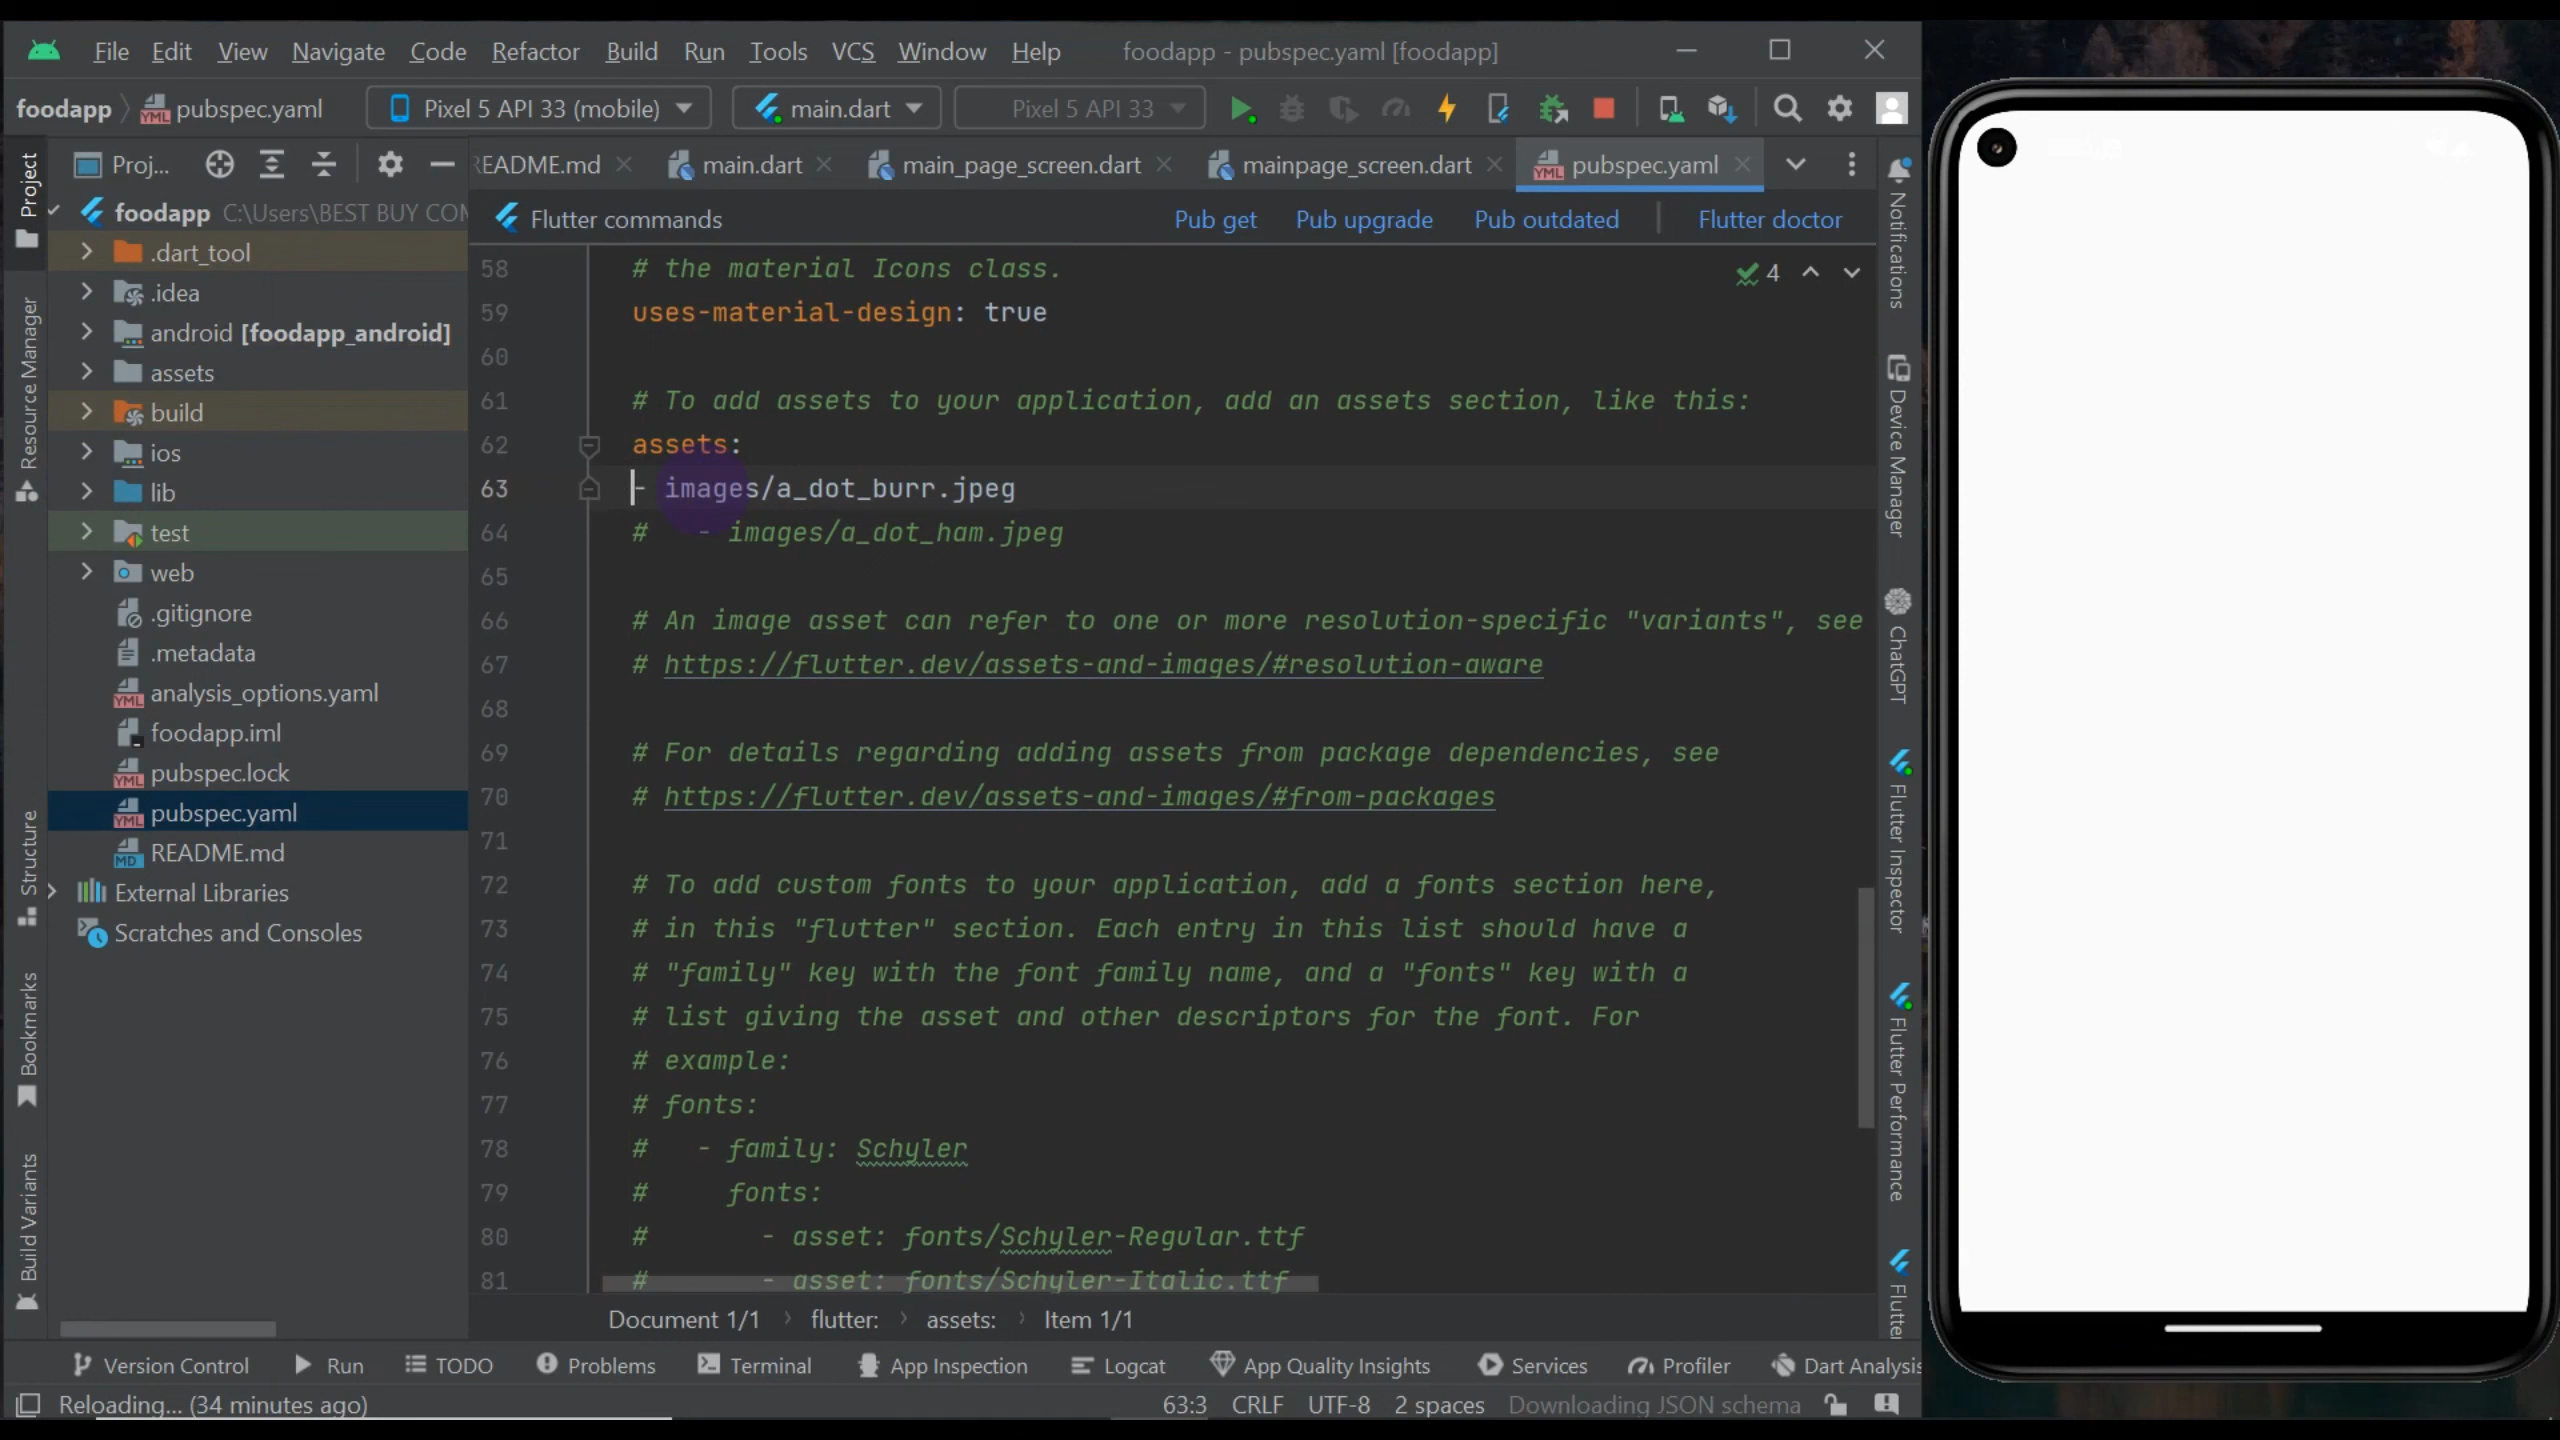 File Edit View Navigate Code Refactor Build Run Tools VCS Window Help foodapp - pubspec.yaml [foodapp]
foodapp pubspec.yaml Pixel 5 API 33 (mobile) main.dart Pixel 5 API 33
Project
Proj...
README.md main.dart main_page_screen.dart mainpage_screen.dart pubspec.yaml
Flutter commands Pub get Pub upgrade Pub outdated Flutter doctor
foodapp C:\Users\BEST BUY COM
.dart_tool
.idea
android [foodapp_android]
assets
build
ios
lib
test
web
.gitignore
.metadata
analysis_options.yaml
foodapp.iml
pubspec.lock
pubspec.yaml
README.md
External Libraries
Scratches and Consoles
Resource Manager
Structure
Bookmarks
Build Variants
4
58 # the material Icons class.
59 uses-material-design: true
60
61 # To add assets to your application, add an assets section, like this:
62 assets:
63 - images/a_dot_burr.jpeg
64 #   - images/a_dot_ham.jpeg
65
66 # An image asset can refer to one or more resolution-specific "variants", see
67 # https://flutter.dev/assets-and-images/#resolution-aware
68
69 # For details regarding adding assets from package dependencies, see
70 # https://flutter.dev/assets-and-images/#from-packages
71
72 # To add custom fonts to your application, add a fonts section here,
73 # in this "flutter" section. Each entry in this list should have a
74 # "family" key with the font family name, and a "fonts" key with a
75 # list giving the asset and other descriptors for the font. For
76 # example:
77 # fonts:
78 #   - family: Schyler
79 #     fonts:
80 #       - asset: fonts/Schyler-Regular.ttf
81 #       - asset: fonts/Schyler-Italic.ttf
Document 1/1 flutter: assets: Item 1/1
Notifications
Device Manager
ChatGPT
Flutter Inspector
Flutter Performance
Flutter
Version Control Run TODO Problems Terminal App Inspection Logcat App Quality Insights Services Profiler Dart Analysis
Reloading... (34 minutes ago) 63:3 CRLF UTF-8 2 spaces Downloading JSON schema